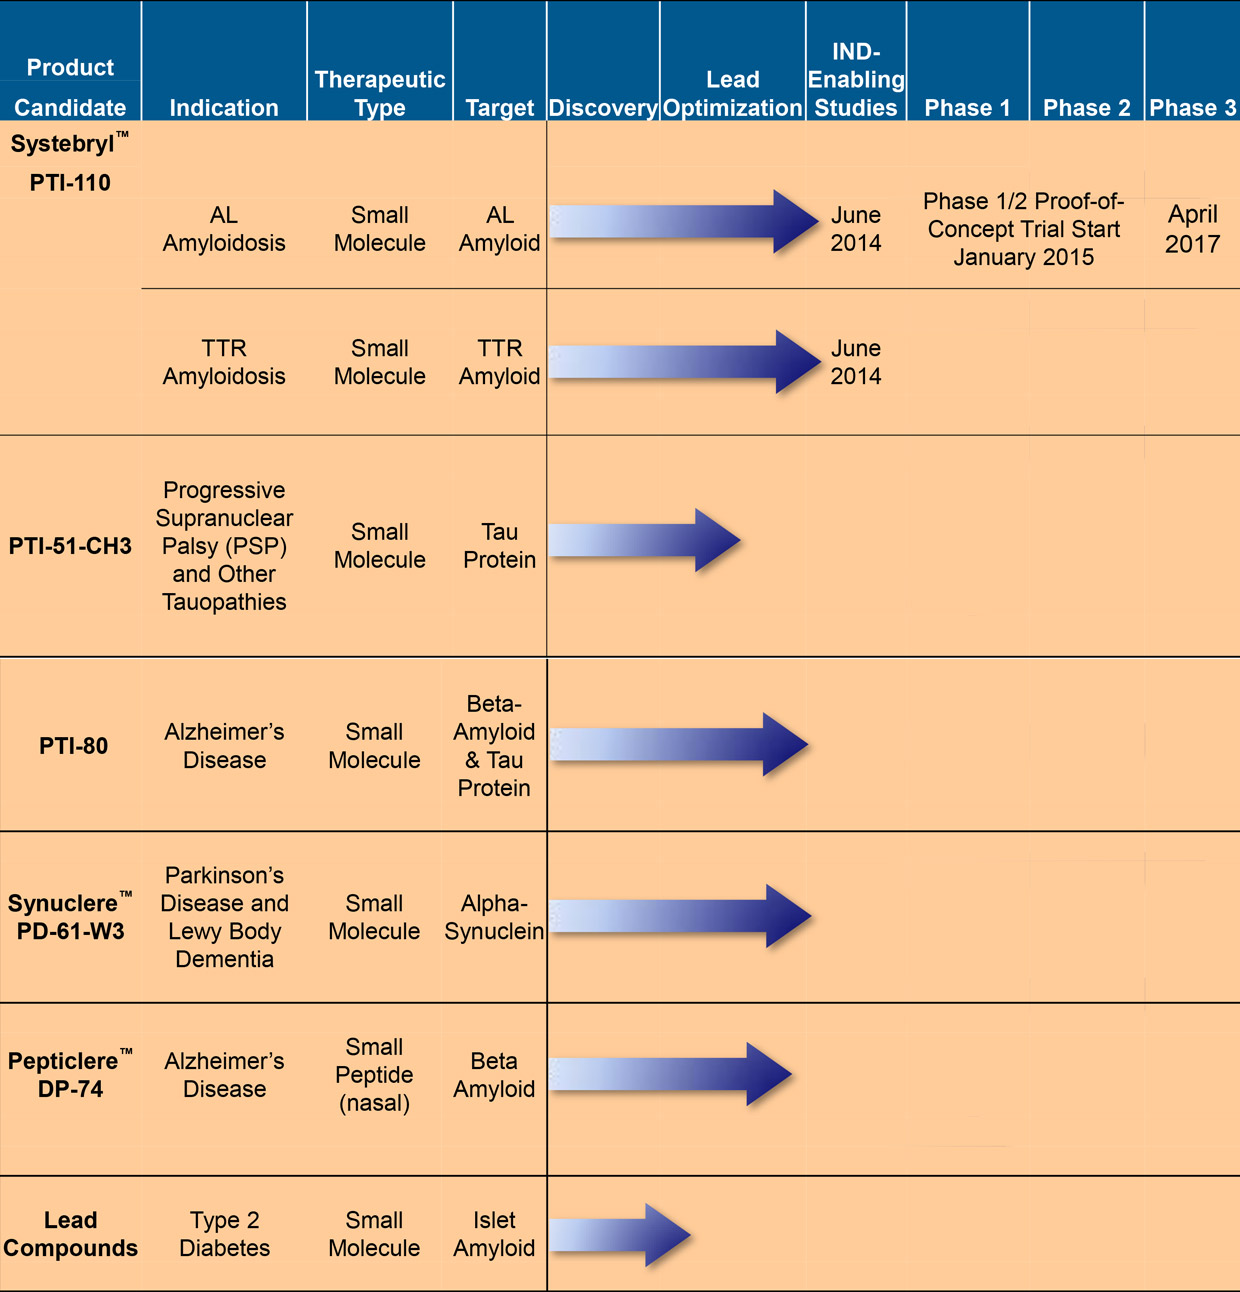 Product
Candidate
Indication
Therapeutic
Type
Target
Discovery
Lead
Optimization
IND-
Enabling
Studies
Phase 1
Phase 2
Phase 3
Systebryl™
PTI-110
AL
Amyloidosis
Small
Molecule
AL
Amyloid
June
2014
Phase 1/2 Proof-of-
Concept Trial Start
January 2015
April
2017
TTR
Amyloidosis
Small
Molecule
TTR
Amyloid
June
2014
PTI-51-CH3
Progressive
Supranuclear
Palsy (PSP)
and Other
Tauopathies
Small
Molecule
Tau
Protein
PTI-80
Alzheimer’s
Disease
Small
Molecule
Beta-
Amyloid
& Tau
Protein
Synuclere™
PD-61-W3
Parkinson’s
Disease and
Lewy Body
Dementia
Small
Molecule
Alpha-
Synuclein
Pepticlere™
DP-74
Alzheimer’s
Disease
Small
Peptide
(nasal)
Beta
Amyloid
Lead
Compounds
Type 2
Diabetes
Small
Molecule
Islet
Amyloid